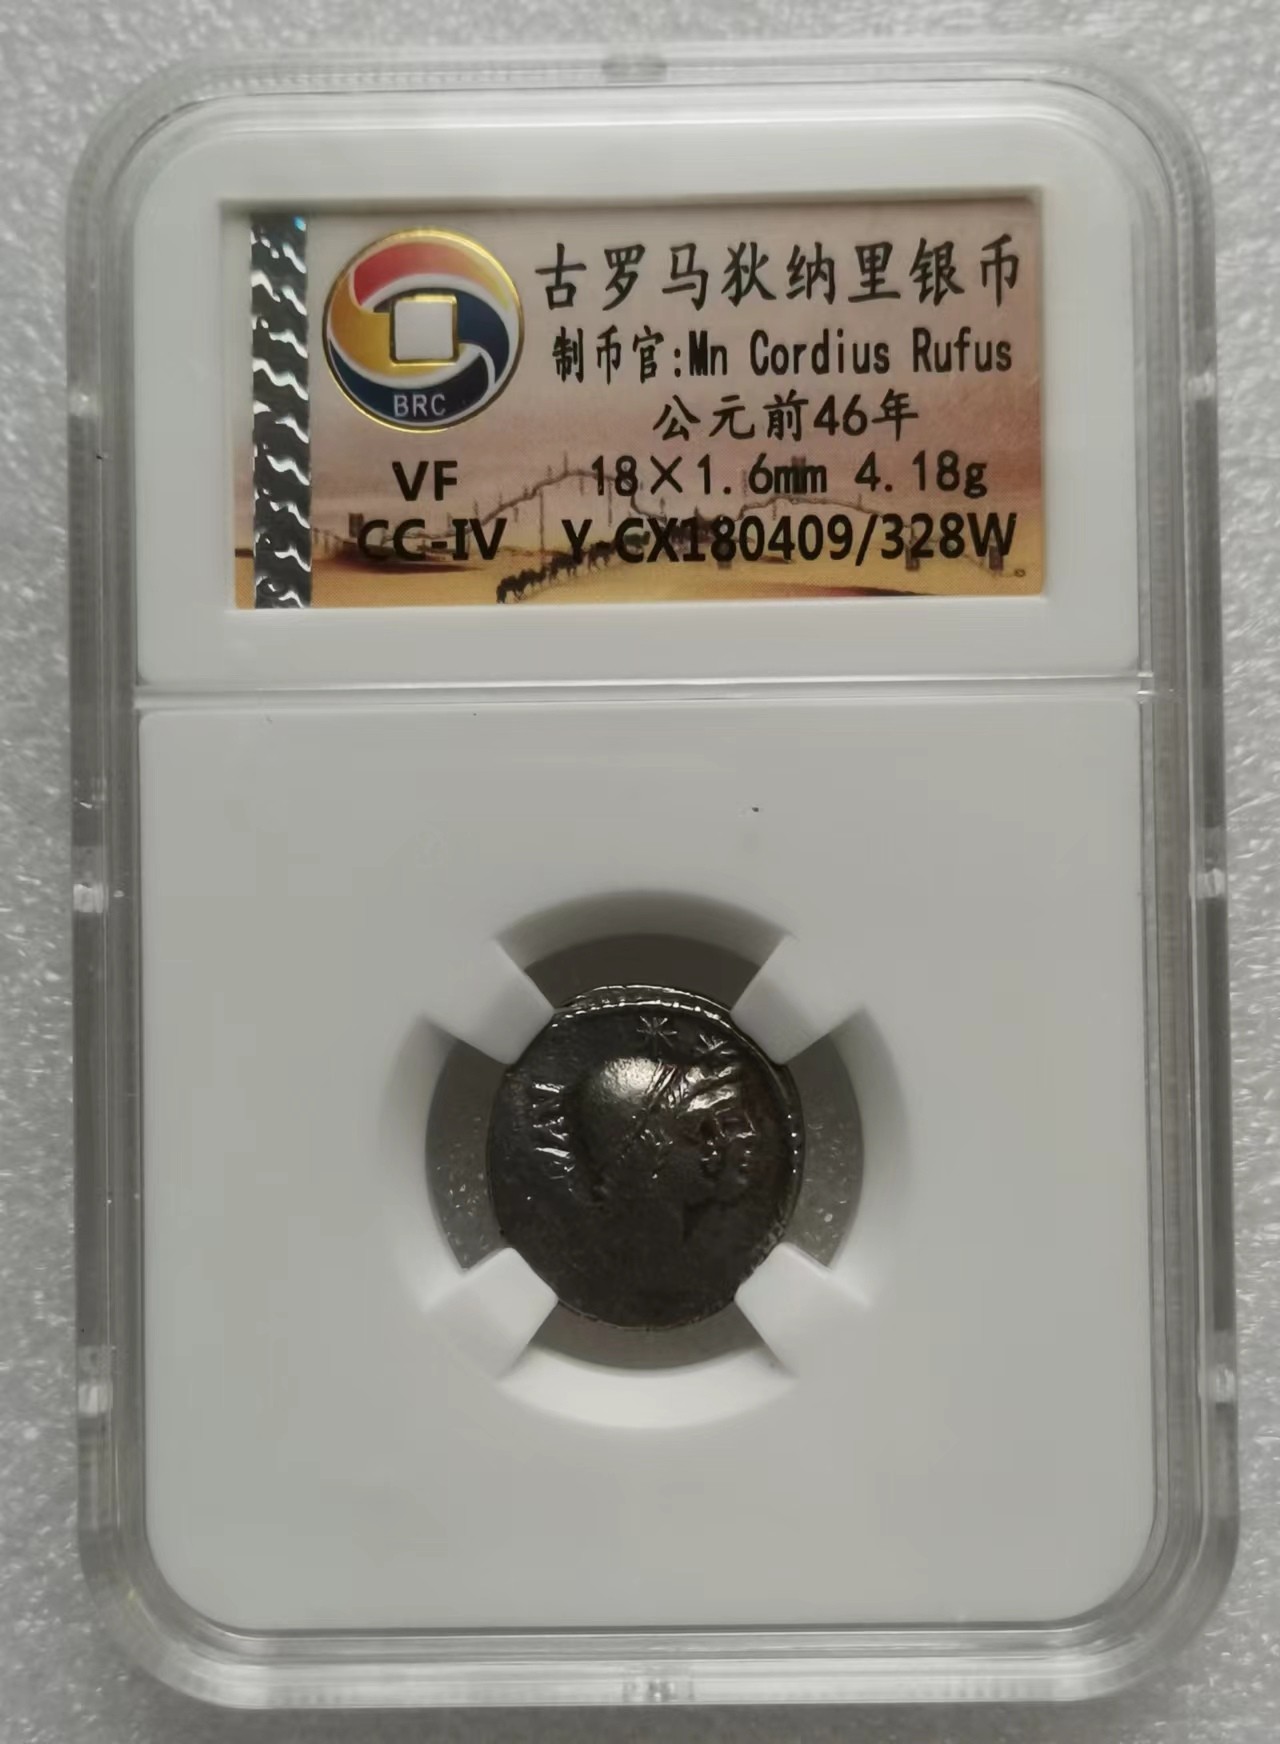 BRC
古罗马狄纳里银币
制币官:Mn Cordius Rufus
公元前46年
VF 18×1.6mm 4.18g
CC-IV Y-CX180409/328W